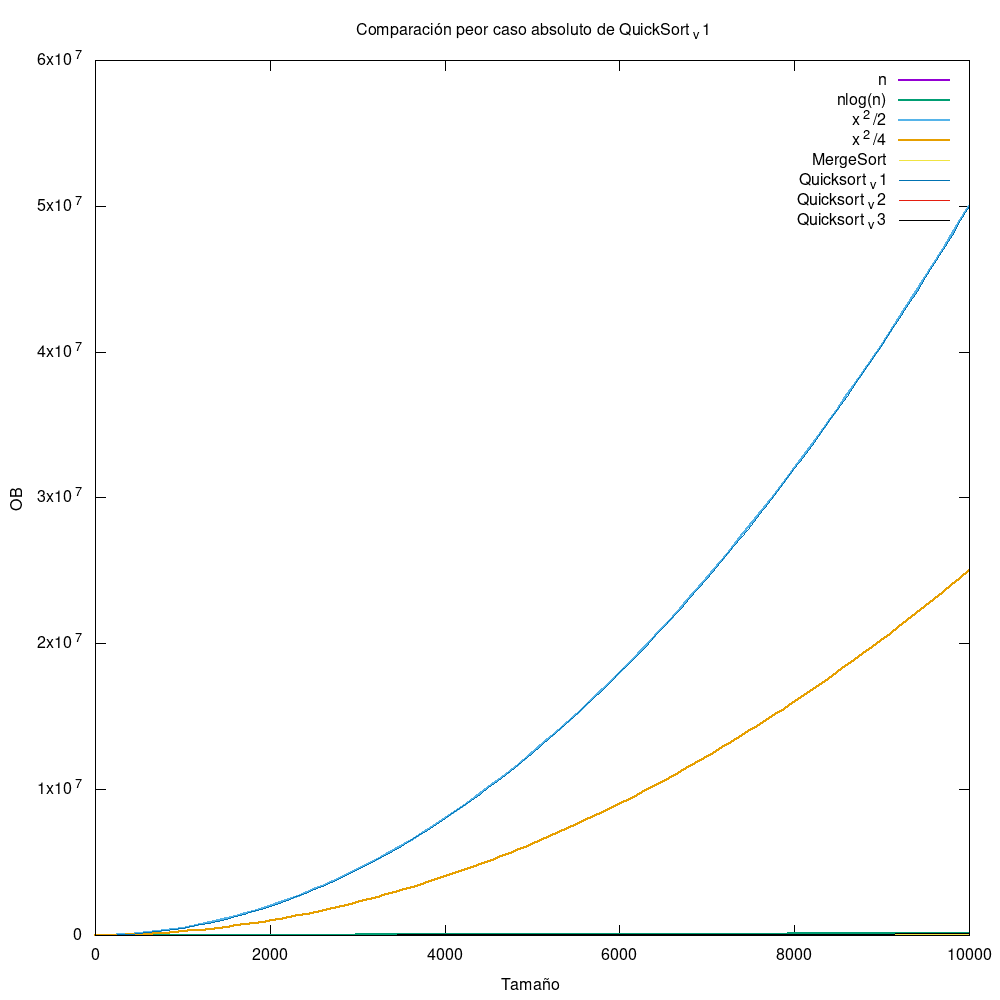 Comparación peor caso absoluto de QuickSort v 1
6x10 7
5x10 7
4x10 7
3x10 7
2x10 7
1x10 7
0
OB
n
nlog(n)
x 2 /2
x 2 /4
MergeSort
Quicksort v 1
Quicksort v 2
Quicksort v 3
0 2000 4000 6000 8000 10000
Tamaño